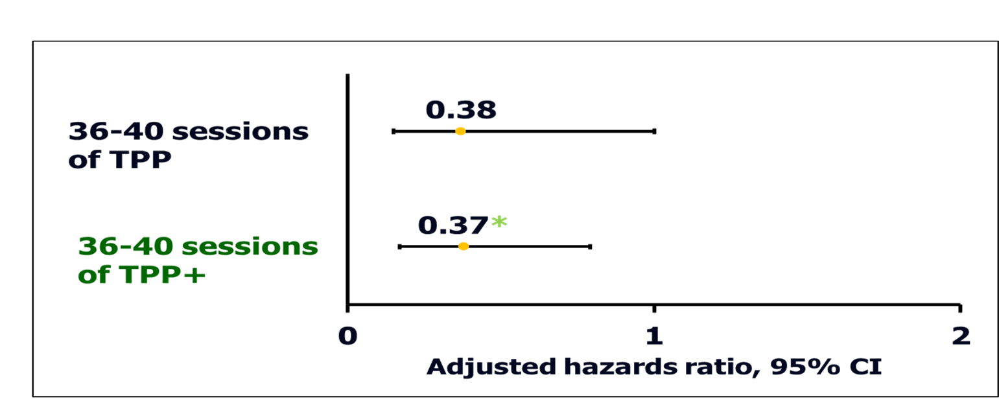 0.38
36-40 sessions
of TPP
0.37*
36-40 sessions
of TPP+
0 1 2
Adjusted hazards ratio, 95% CI